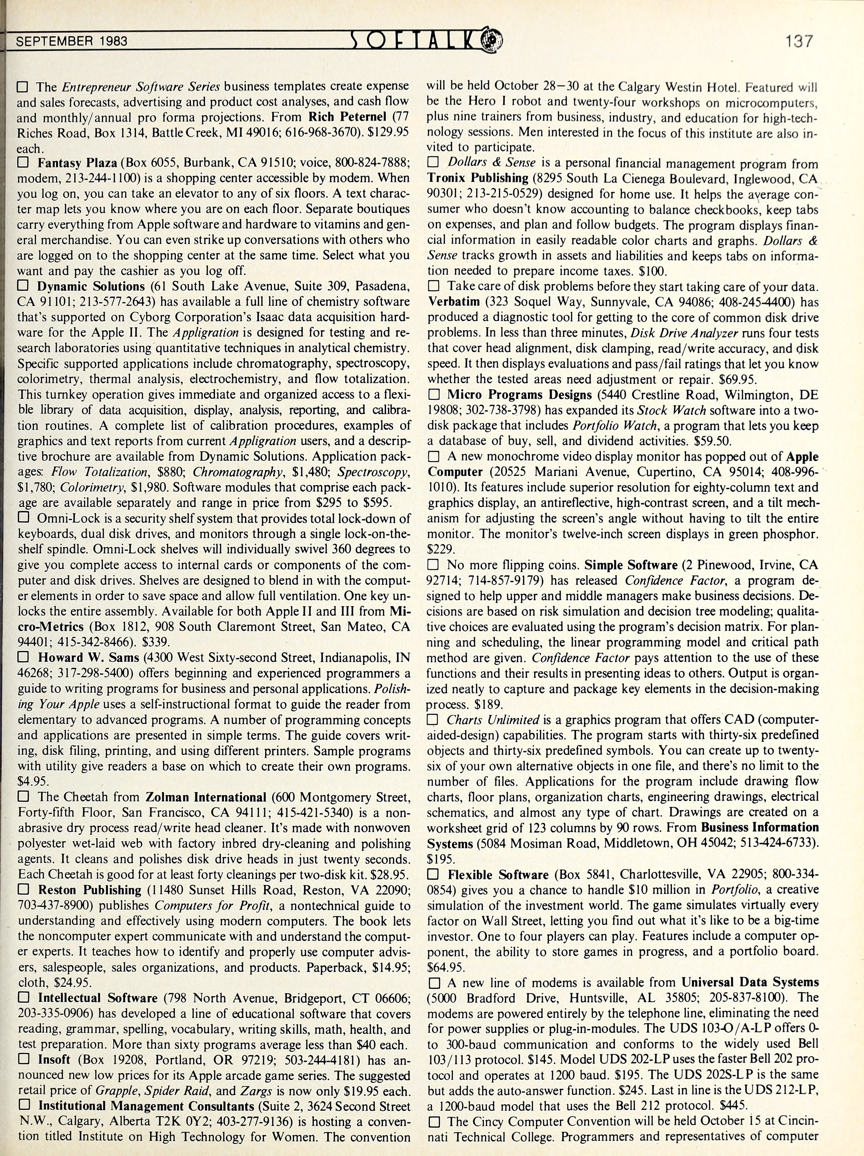 SEPTEMBER 1983
SOFTALK
137
☐ The Entrepreneur Software Series business templates create expense
and sales forecasts, advertising and product cost analyses, and cash flow
and monthly/annual pro forma projections. From Rich Peternel (77
Riches Road, Box 1314, Battle Creek, MI 49016; 616-968-3670). $129.95
each.
☐ Fantasy Plaza (Box 6055, Burbank, CA 91510; voice, 800-824-7888;
modem, 213-244-1100) is a shopping center accessible by modem. When
you log on, you can take an elevator to any of six floors. A text charac-
ter map lets you know where you are on each floor. Separate boutiques
carry everything from Apple software and hardware to vitamins and gen-
eral merchandise. You can even strike up conversations with others who
are logged on to the shopping center at the same time. Select what you
want and pay the cashier as you log off.
☐ Dynamic Solutions (61 South Lake Avenue, Suite 309, Pasadena,
CA 91101; 213-577-2643) has available a full line of chemistry software
that's supported on Cyborg Corporation's Isaac data acquisition hard-
ware for the Apple II. The Appligration is designed for testing and re-
search laboratories using quantitative techniques in analytical chemistry.
Specific supported applications include chromatography, spectroscopy,
colorimetry, thermal analysis, electrochemistry, and flow totalization.
This turnkey operation gives immediate and organized access to a flexi-
ble library of data acquisition, display, analysis, reporting, and calibra-
tion routines. A complete list of calibration procedures, examples of
graphics and text reports from current Appligration users, and a descrip-
tive brochure are available from Dynamic Solutions. Application pack-
ages: Flow Totalization, $880; Chromatography, $1,480; Spectroscopy,
$1,780; Colorimetry, $1,980. Software modules that comprise each pack-
age are available separately and range in price from $295 to $595.
☐ Omni-Lock is a security shelf system that provides total lock-down of
keyboards, dual disk drives, and monitors through a single lock-on-the-
shelf spindle. Omni-Lock shelves will individually swivel 360 degrees to
give you complete access to internal cards or components of the com-
puter and disk drives. Shelves are designed to blend in with the comput-
er elements in order to save space and allow full ventilation. One key un-
locks the entire assembly. Available for both Apple II and III from Mi-
cro-Metrics (Box 1812, 908 South Claremont Street, San Mateo, CA
94401; 415-342-8466). $339.
☐ Howard W. Sams (4300 West Sixty-second Street, Indianapolis, IN
46268; 317-298-5400) offers beginning and experienced programmers a
guide to writing programs for business and personal applications. Polish-
ing Your Apple uses a self-instructional format to guide the reader from
elementary to advanced programs. A number of programming concepts
and applications are presented in simple terms. The guide covers writ-
ing, disk filing, printing, and using different printers. Sample programs
with utility give readers a base on which to create their own programs.
$4.95.
☐ The Cheetah from Zolman International (600 Montgomery Street,
Forty-fifth Floor, San Francisco, CA 94111; 415-421-5340) is a non-
abrasive dry process read/write head cleaner. It's made with nonwoven
polyester wet-laid web with factory inbred dry-cleaning and polishing
agents. It cleans and polishes disk drive heads in just twenty seconds.
Each Cheetah is good for at least forty cleanings per two-disk kit. $28.95.
☐ Reston Publishing (11480 Sunset Hills Road, Reston, VA 22090;
703-437-8900) publishes Computers for Profit, a nontechnical guide to
understanding and effectively using modern computers. The book lets
the noncomputer expert communicate with and understand the comput-
er experts. It teaches how to identify and properly use computer advis-
ers, salespeople, sales organizations, and products. Paperback, $14.95;
cloth, $24.95.
☐ Intellectual Software (798 North Avenue, Bridgeport, CT 06606;
203-335-0906) has developed a line of educational software that covers
reading, grammar, spelling, vocabulary, writing skills, math, health, and
test preparation. More than sixty programs average less than $40 each.
☐ Insoft (Box 19208, Portland, OR 97219; 503-244-4181) has an-
nounced new low prices for its Apple arcade game series. The suggested
retail price of Grapple, Spider Raid, and Zargs is now only $19.95 each.
☐ Institutional Management Consultants (Suite 2, 3624 Second Street
N.W., Calgary, Alberta T2K 0Y2; 403-277-9136) is hosting a conven-
tion titled Institute on High Technology for Women. The convention
will be held October 28–30 at the Calgary Westin Hotel. Featured will
be the Hero I robot and twenty-four workshops on microcomputers,
plus nine trainers from business, industry, and education for high-tech-
nology sessions. Men interested in the focus of this institute are also in-
vited to participate.
☐ Dollars & Sense is a personal financial management program from
Tronix Publishing (8295 South La Cienega Boulevard, Inglewood, CA
90301; 213-215-0529) designed for home use. It helps the average con-
sumer who doesn't know accounting to balance checkbooks, keep tabs
on expenses, and plan and follow budgets. The program displays finan-
cial information in easily readable color charts and graphs. Dollars &
Sense tracks growth in assets and liabilities and keeps tabs on informa-
tion needed to prepare income taxes. $100.
☐ Take care of disk problems before they start taking care of your data.
Verbatim (323 Soquel Way, Sunnyvale, CA 94086; 408-245-4400) has
produced a diagnostic tool for getting to the core of common disk drive
problems. In less than three minutes, Disk Drive Analyzer runs four tests
that cover head alignment, disk clamping, read/write accuracy, and disk
speed. It then displays evaluations and pass/fail ratings that let you know
whether the tested areas need adjustment or repair. $69.95.
☐ Micro Programs Designs (5440 Crestline Road, Wilmington, DE
19808; 302-738-3798) has expanded its Stock Watch software into a two-
disk package that includes Portfolio Watch, a program that lets you keep
a database of buy, sell, and dividend activities. $59.50.
☐ A new monochrome video display monitor has popped out of Apple
Computer (20525 Mariani Avenue, Cupertino, CA 95014; 408-996-
1010). Its features include superior resolution for eighty-column text and
graphics display, an antireflective, high-contrast screen, and a tilt mech-
anism for adjusting the screen's angle without having to tilt the entire
monitor. The monitor's twelve-inch screen displays in green phosphor.
$229.
☐ No more flipping coins. Simple Software (2 Pinewood, Irvine, CA
92714; 714-857-9179) has released Confidence Factor, a program de-
signed to help upper and middle managers make business decisions. De-
cisions are based on risk simulation and decision tree modeling; qualita-
tive choices are evaluated using the program's decision matrix. For plan-
ning and scheduling, the linear programming model and critical path
method are given. Confidence Factor pays attention to the use of these
functions and their results in presenting ideas to others. Output is organ-
ized neatly to capture and package key elements in the decision-making
process. $189.
☐ Charts Unlimited is a graphics program that offers CAD (computer-
aided-design) capabilities. The program starts with thirty-six predefined
objects and thirty-six predefined symbols. You can create up to twenty-
six of your own alternative objects in one file, and there's no limit to the
number of files. Applications for the program include drawing flow
charts, floor plans, organization charts, engineering drawings, electrical
schematics, and almost any type of chart. Drawings are created on a
worksheet grid of 123 columns by 90 rows. From Business Information
Systems (5084 Mosiman Road, Middletown, OH 45042; 513-424-6733).
$195.
☐ Flexible Software (Box 5841, Charlottesville, VA 22905; 800-334-
0854) gives you a chance to handle $10 million in Portfolio, a creative
simulation of the investment world. The game simulates virtually every
factor on Wall Street, letting you find out what it's like to be a big-time
investor. One to four players can play. Features include a computer op-
ponent, the ability to store games in progress, and a portfolio board.
$64.95.
☐ A new line of modems is available from Universal Data Systems
(5000 Bradford Drive, Huntsville, AL 35805; 205-837-8100). The
modems are powered entirely by the telephone line, eliminating the need
for power supplies or plug-in-modules. The UDS 103-O/A-LP offers 0-
to 300-baud communication and conforms to the widely used Bell
103/113 protocol. $145. Model UDS 202-LP uses the faster Bell 202 pro-
tocol and operates at 1200 baud. $195. The UDS 202S-LP is the same
but adds the auto-answer function. $245. Last in line is the UDS 212-LP,
a 1200-baud model that uses the Bell 212 protocol. $445.
☐ The Cincy Computer Convention will be held October 15 at Cincin-
nati Technical College. Programmers and representatives of computer